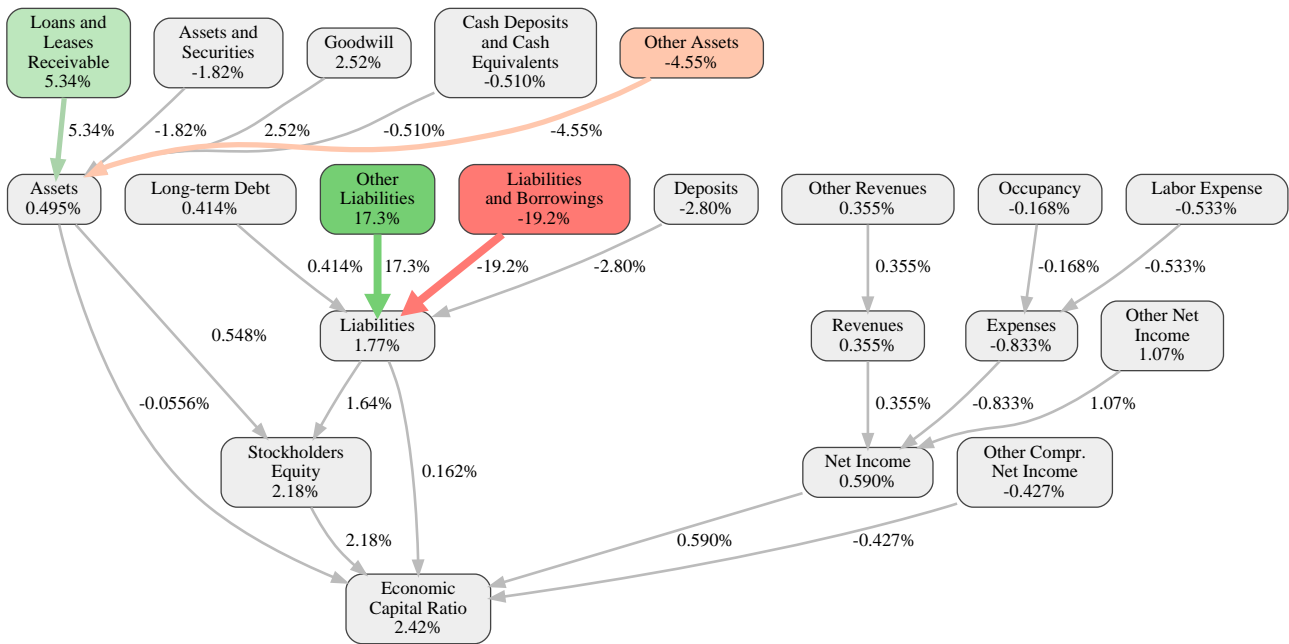 Loans and
Leases
Receivable
5.34%
Assets and
Securities
-1.82%
Goodwill
2.52%
Cash Deposits
and Cash
Equivalents
-0.510%
Other Assets
-4.55%
5.34%
-1.82%
2.52%
-0.510%
-4.55%
Assets
0.495%
Long-term Debt
0.414%
Other
Liabilities
17.3%
Liabilities
and Borrowings
-19.2%
Deposits
-2.80%
Other Revenues
0.355%
Occupancy
-0.168%
Labor Expense
-0.533%
0.414%
17.3%
-19.2%
-2.80%
0.355%
-0.168%
-0.533%
0.548%
Liabilities
1.77%
Revenues
0.355%
Expenses
-0.833%
Other Net
Income
1.07%
-0.0556%
1.64%
0.355%
-0.833%
1.07%
Stockholders
Equity
2.18%
0.162%
Net Income
0.590%
Other Compr.
Net Income
-0.427%
2.18%
0.590%
-0.427%
Economic
Capital Ratio
2.42%